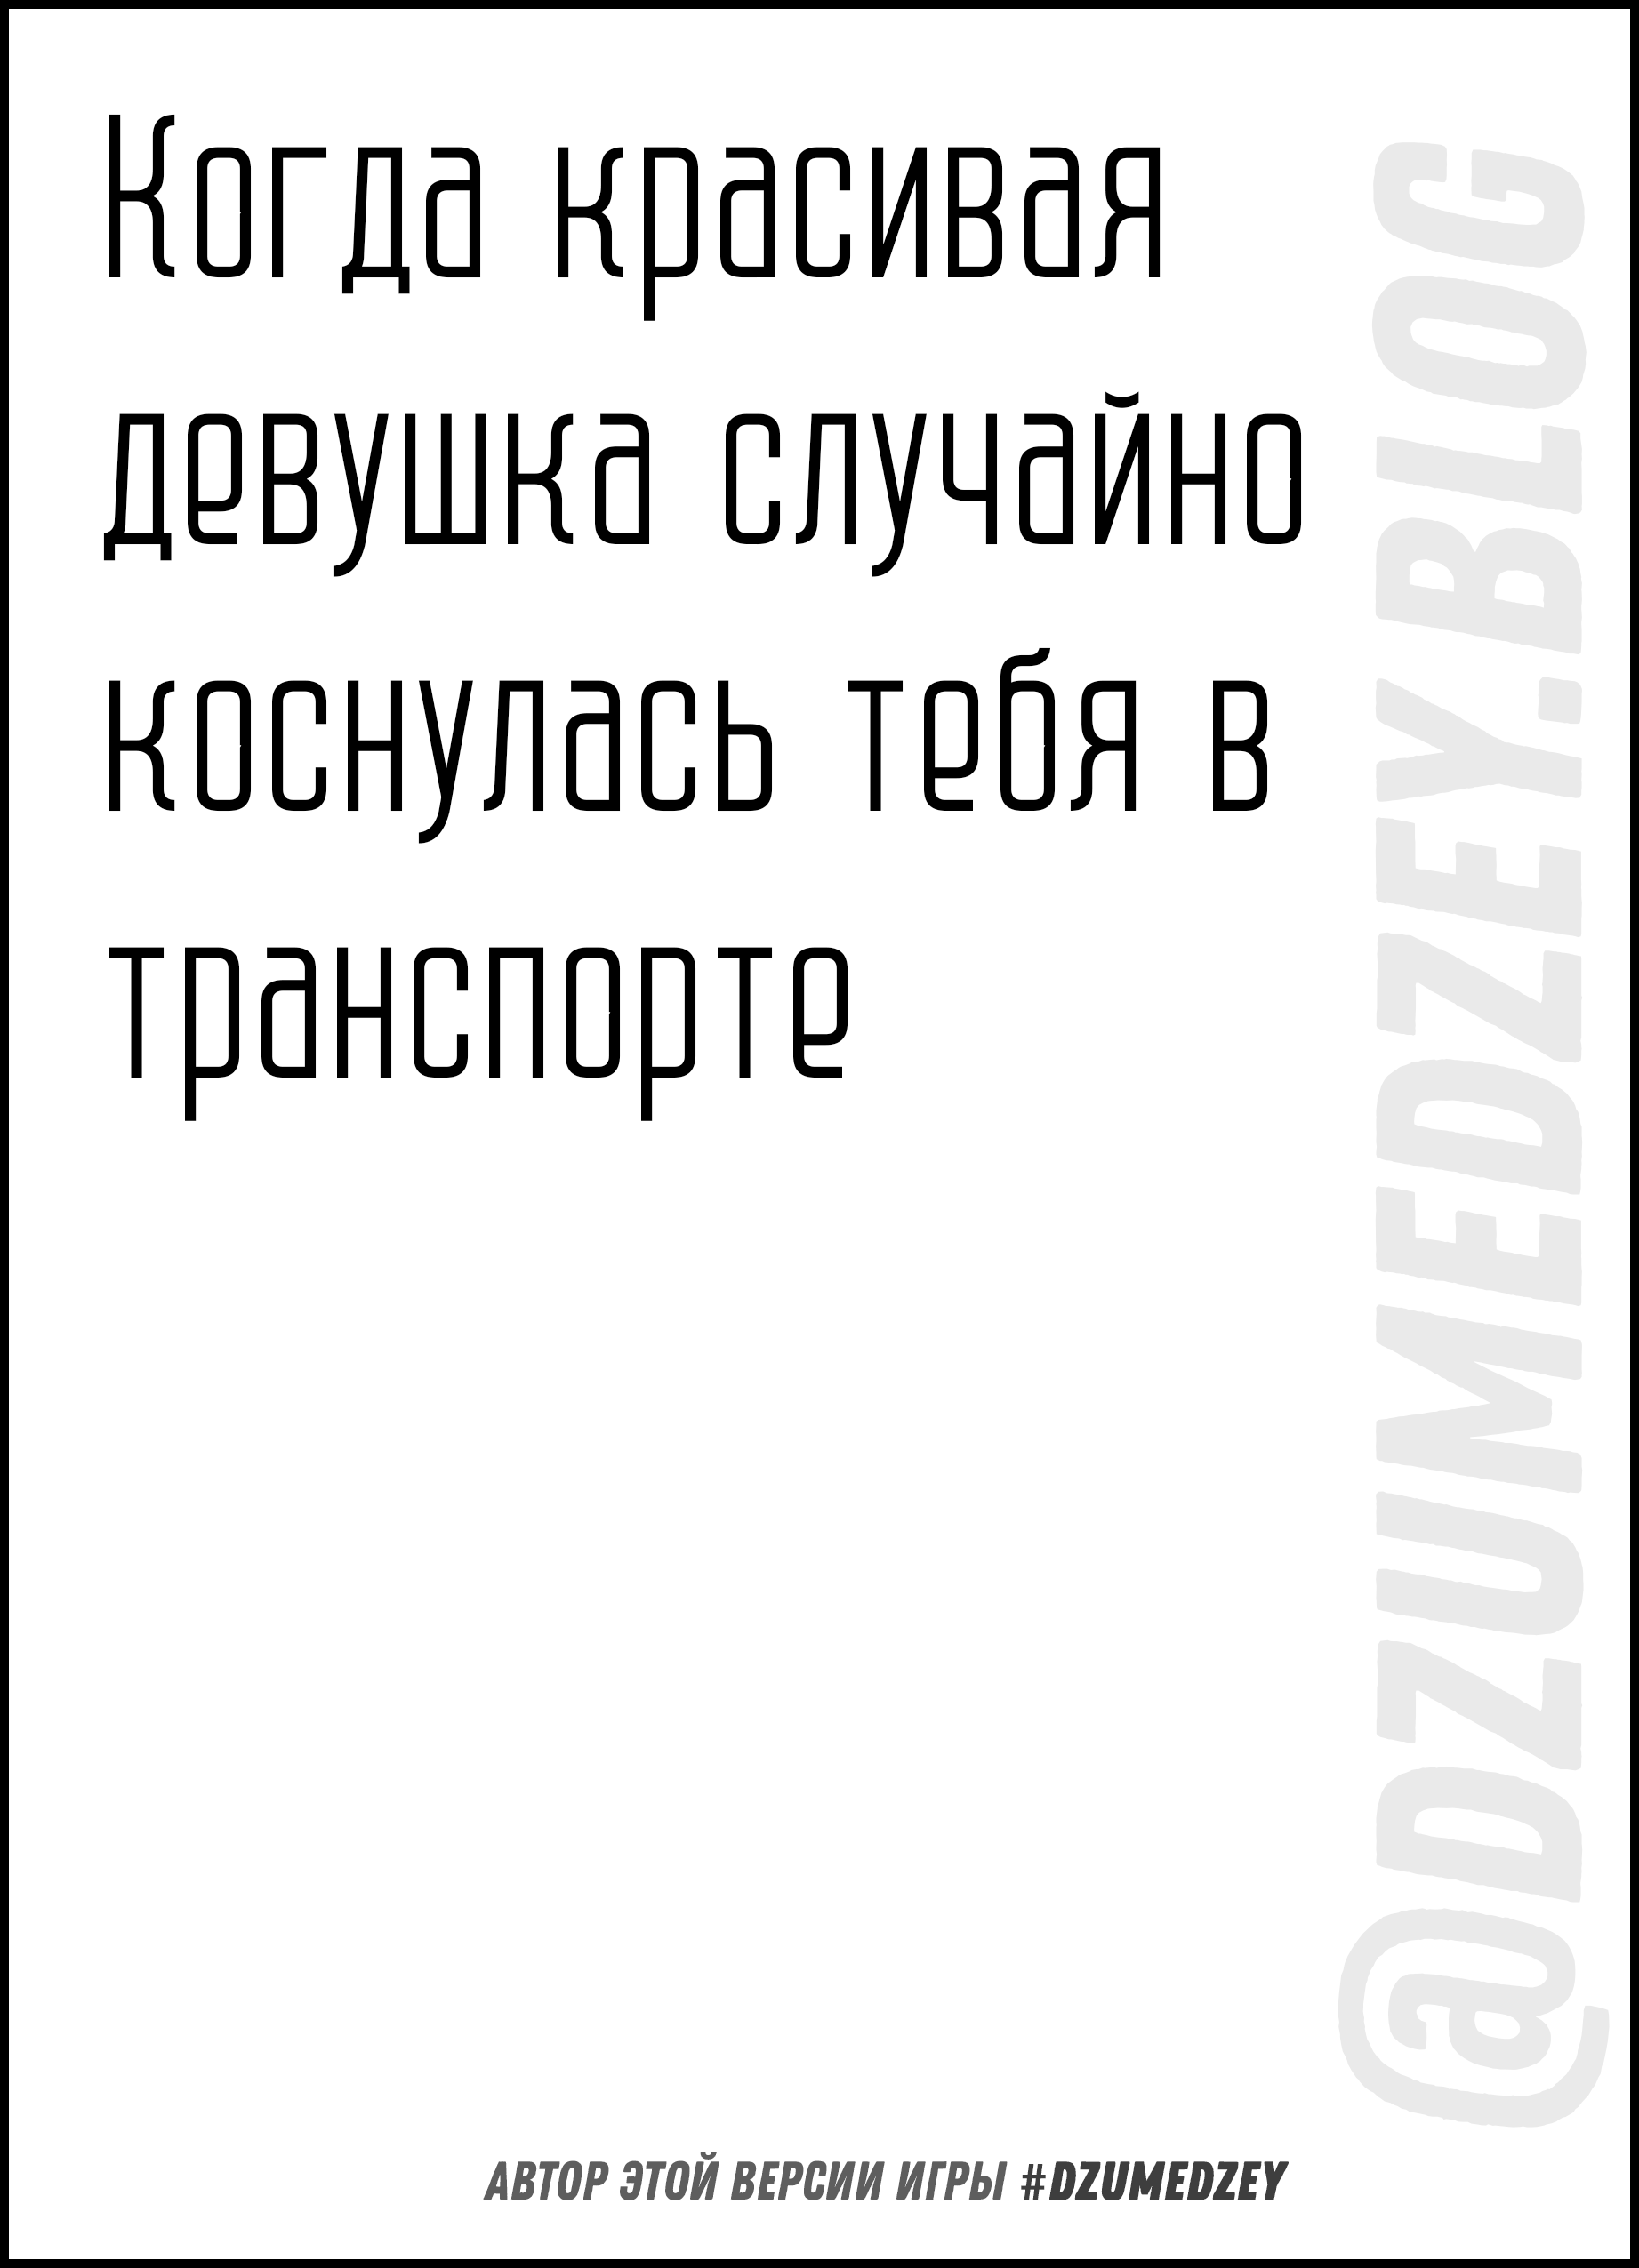 Когда красивая
девушка случайно
коснулась тебя в
транспорте
@DZUMEDZEY.BLOG
АВТОР ЭТОЙ ВЕРСИИ ИГРЫ #DZUMEDZEY